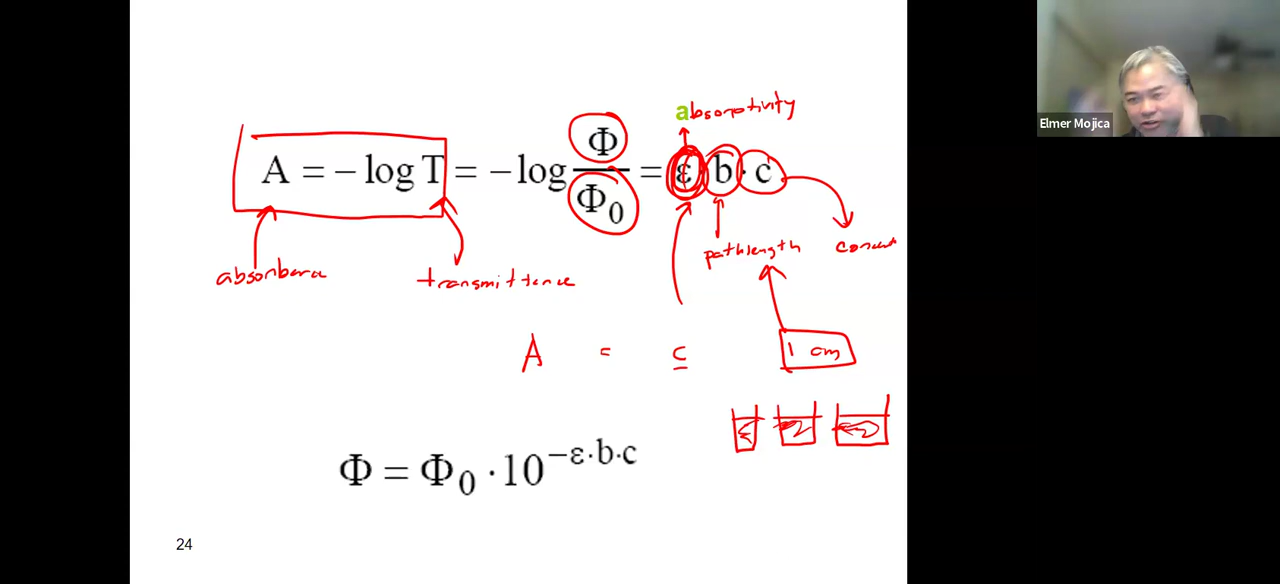 absorptivity
Elmer Mojica
A = − log T = − log Φ/Φ₀ = ε b · c
pathlength
absorbance
transmittance
A = c
1 cm
Φ = Φ₀ · 10^−ε·b·c
24